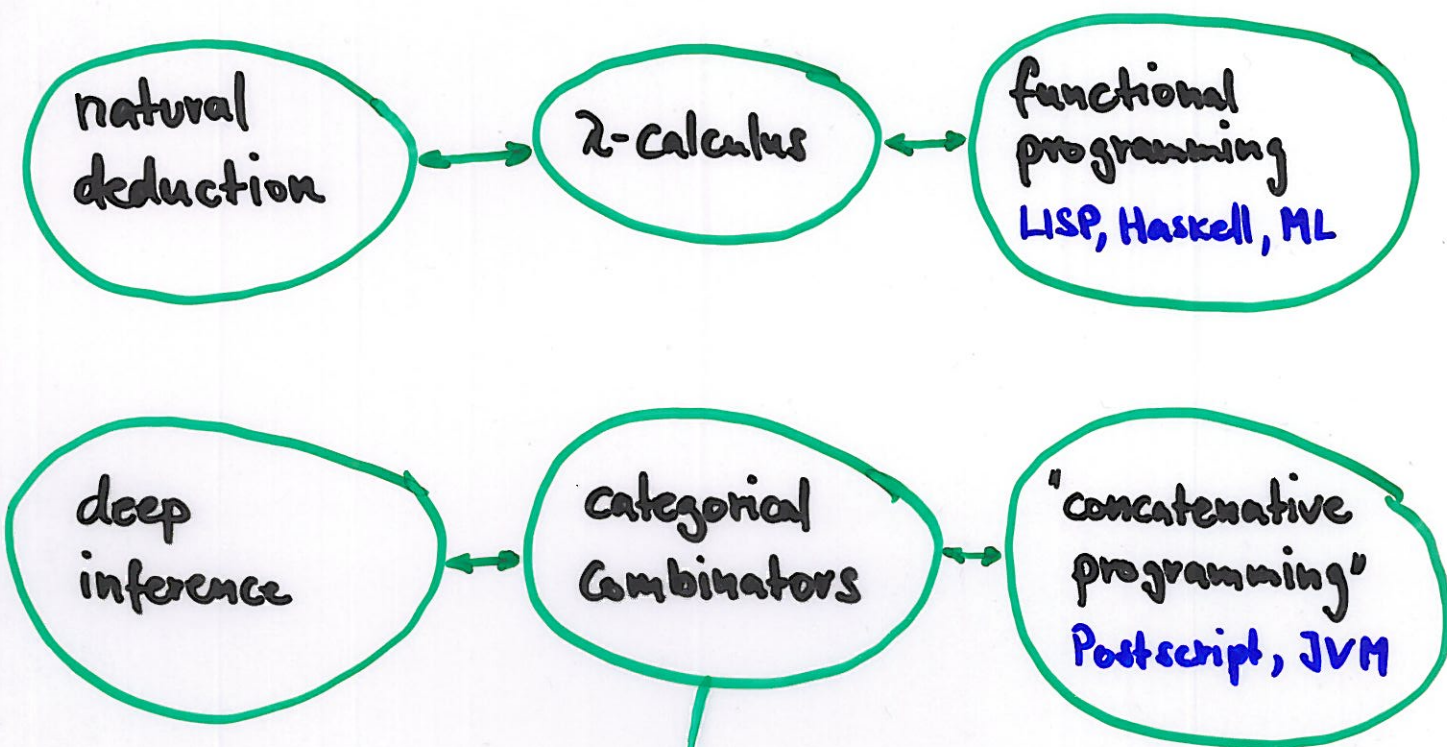 natural
deduction
λ-calculus
functional
programming
LISP, Haskell, ML
deep
inference
categorical
Combinators
"concatenative
programming"
Postscript, JVM